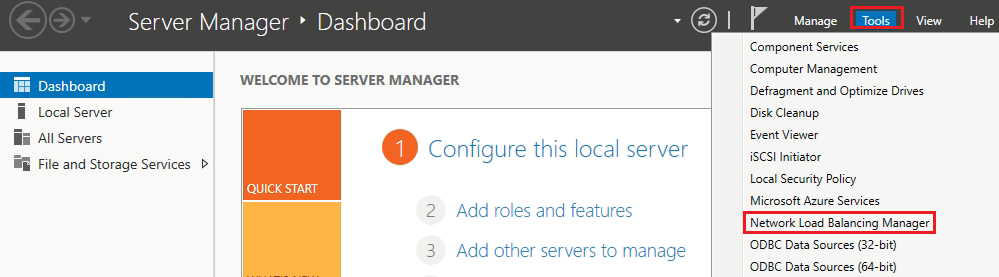 Server Manager ‣ Dashboard
Manage Tools View Help
Dashboard
Local Server
All Servers
File and Storage Services
WELCOME TO SERVER MANAGER
QUICK START
1 Configure this local server
2 Add roles and features
3 Add other servers to manage
Component Services
Computer Management
Defragment and Optimize Drives
Disk Cleanup
Event Viewer
iSCSI Initiator
Local Security Policy
Microsoft Azure Services
Network Load Balancing Manager
ODBC Data Sources (32-bit)
ODBC Data Sources (64-bit)